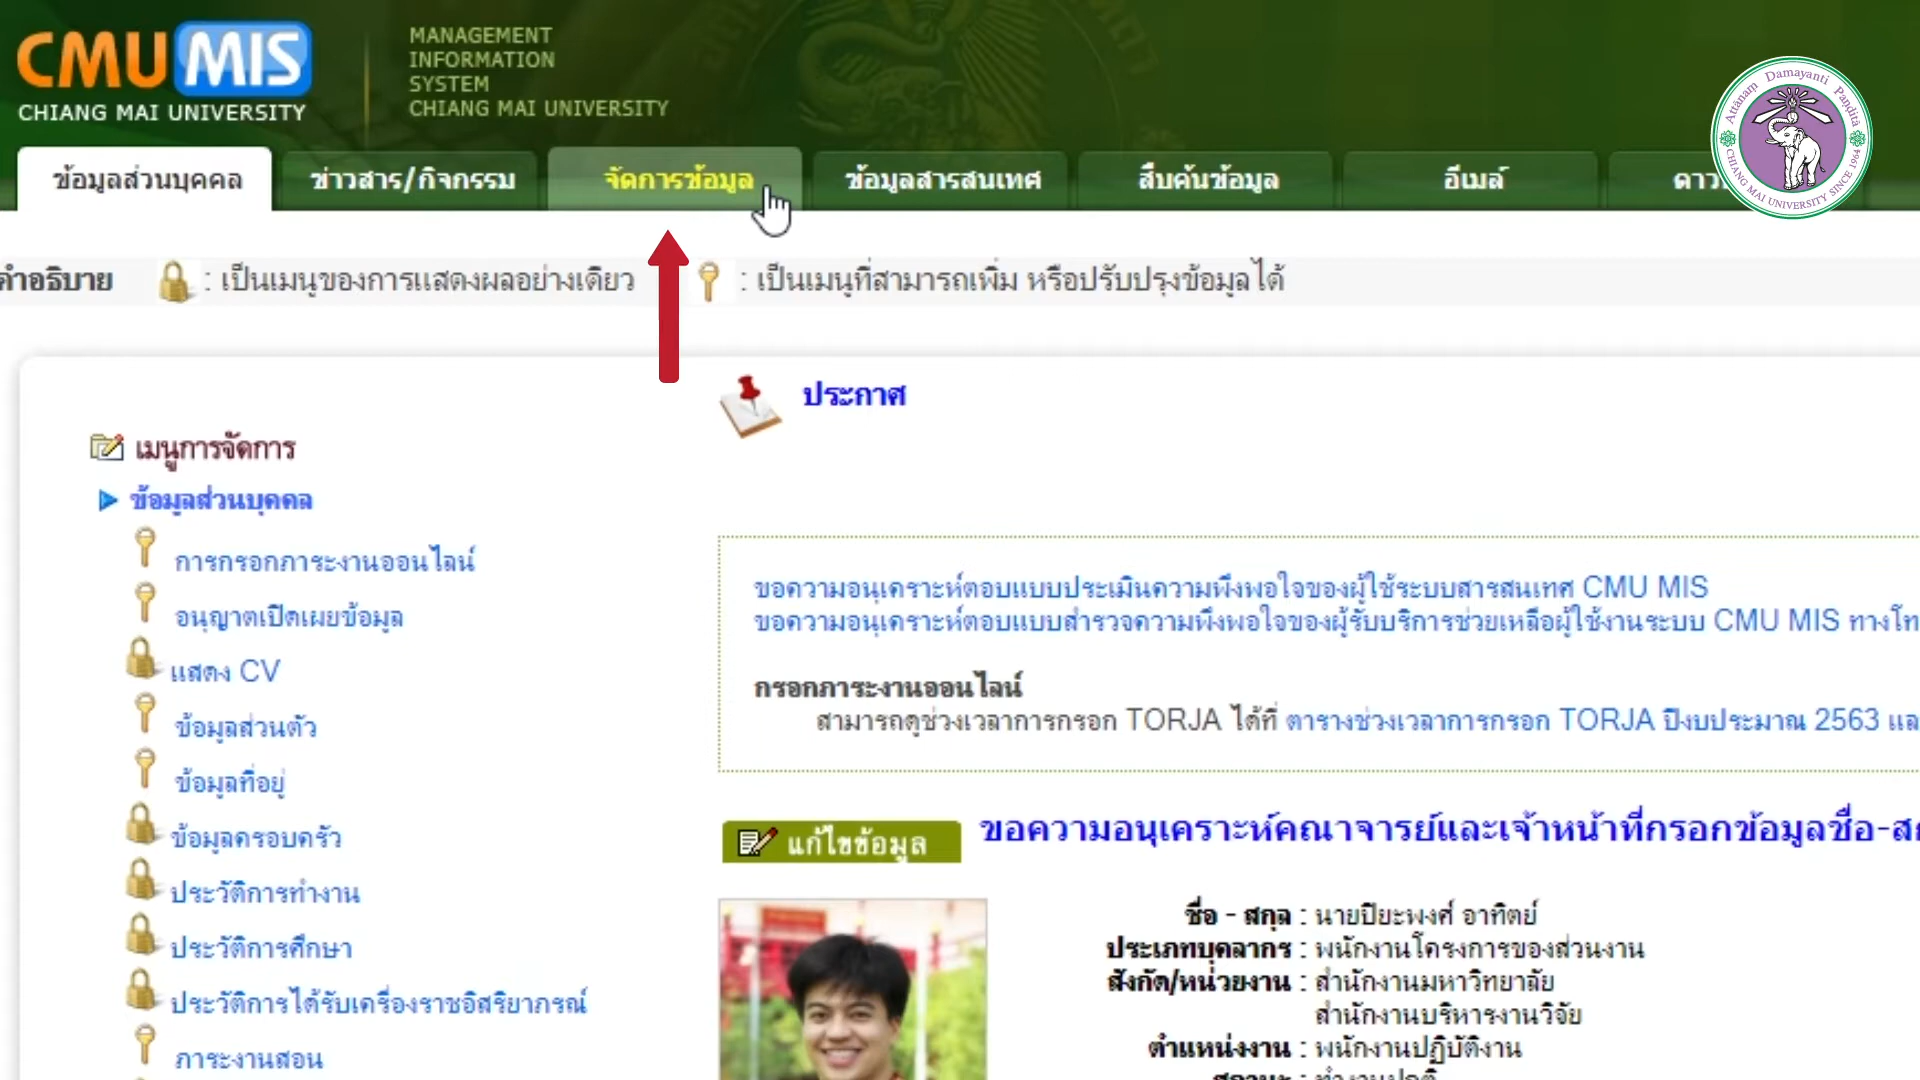 CMU MIS
CHIANG MAI UNIVERSITY
MANAGEMENT
INFORMATION
SYSTEM
CHIANG MAI UNIVERSITY
Attānaṃ Damayanti Paṇḍitā
CHIANG MAI UNIVERSITY SINCE 1964
ข้อมูลส่วนบุคคล ข่าวสาร/กิจกรรม จัดการข้อมูล ข้อมูลสารสนเทศ สืบค้นข้อมูล อีเมล์
คำอธิบาย : เป็นเมนูของการแสดงผลอย่างเดียว : เป็นเมนูที่สามารถเพิ่ม หรือปรับปรุงข้อมูลได้
ประกาศ
เมนูการจัดการ
ข้อมูลส่วนบุคคล
การกรอกภาระงานออนไลน์
อนุญาตเปิดเผยข้อมูล
แสดง CV
ข้อมูลส่วนตัว
ข้อมูลที่อยู่
ข้อมูลครอบครัว
ประวัติการทำงาน
ประวัติการศึกษา
ประวัติการได้รับเครื่องราชอิสริยาภรณ์
ภาระงานสอน
ขอความอนุเคราะห์ตอบแบบประเมินความพึงพอใจของผู้ใช้ระบบสารสนเทศ CMU MIS
ขอความอนุเคราะห์ตอบแบบสำรวจความพึงพอใจของผู้รับบริการช่วยเหลือผู้ใช้งานระบบ CMU MIS ทางโท
กรอกภาระงานออนไลน์
สามารถดูช่วงเวลาการกรอก TORJA ได้ที่ ตารางช่วงเวลาการกรอก TORJA ปีงบประมาณ 2563 แล
แก้ไขข้อมูล
ขอความอนุเคราะห์คณาจารย์และเจ้าหน้าที่กรอกข้อมูลชื่อ-สก
ชื่อ - สกุล : นายปิยะพงศ์ อาทิตย์
ประเภทบุคลากร : พนักงานโครงการของส่วนงาน
สังกัด/หน่วยงาน : สำนักงานมหาวิทยาลัย
สำนักงานบริหารงานวิจัย
ตำแหน่งงาน : พนักงานปฏิบัติงาน